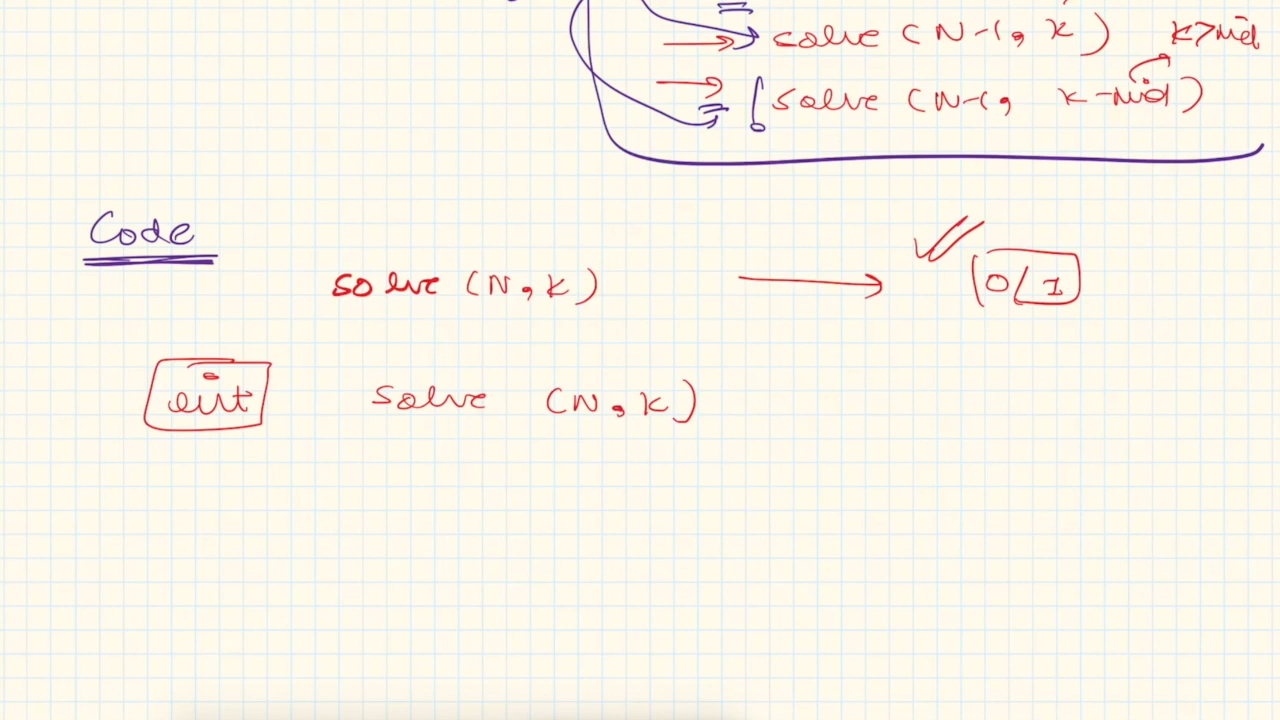 solve (N-1, K) K>mid
solve (N-1, K-mid)
Code
solve (N, K) 0/1
int solve (N, K)